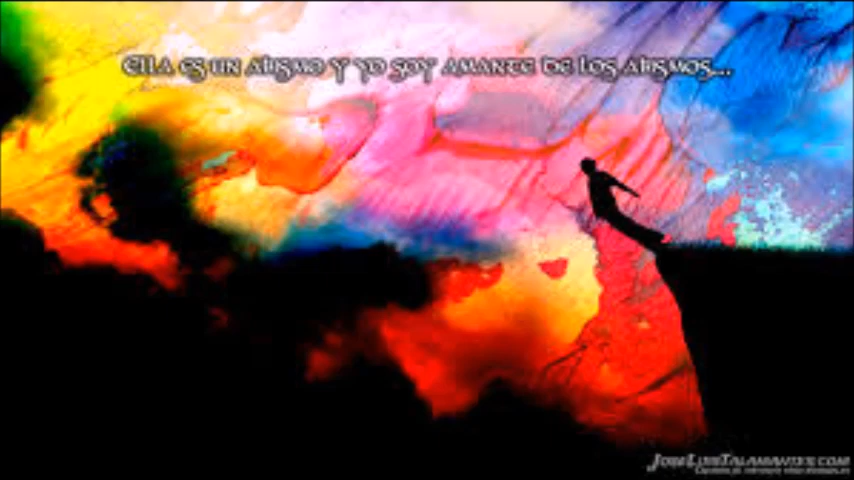 Ella es un abismo y yo soy amante de los abismos...
JoseLuisTalamantes.com